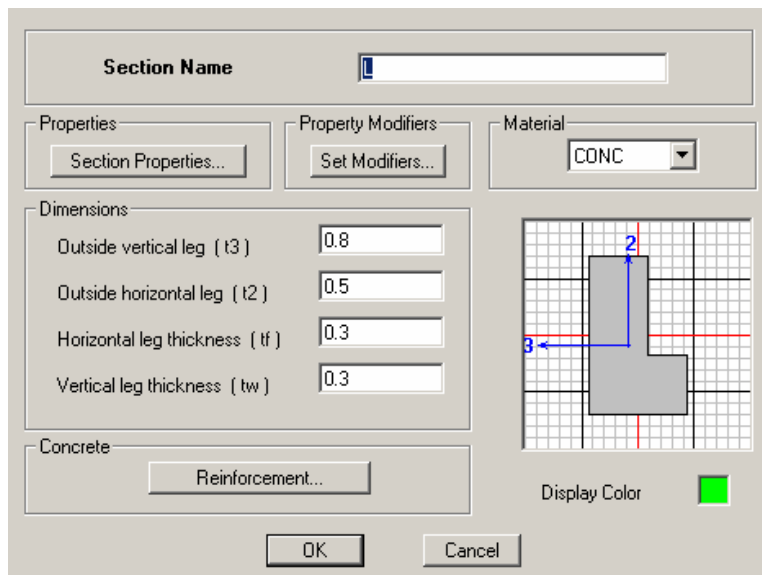 Section Name
L
Properties
Property Modifiers
Material
Section Properties...
Set Modifiers...
CONC
Dimensions
Outside vertical leg ( t3 )
0.8
Outside horizontal leg ( t2 )
0.5
Horizontal leg thickness ( tf )
0.3
Vertical leg thickness ( tw )
0.3
2
3
Concrete
Reinforcement...
Display Color
OK
Cancel